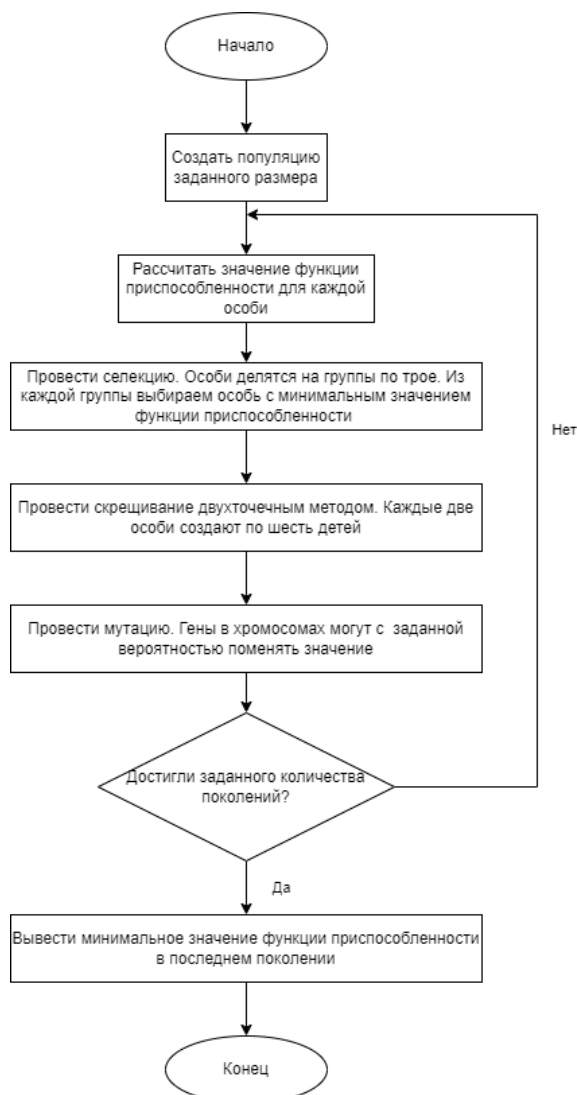 Начало
Создать популяцию
заданного размера
Рассчитать значение функции
приспособленности для каждой
особи
Провести селекцию. Особи делятся на группы по трое. Из
каждой группы выбираем особь с минимальным значением
функции приспособленности
Нет
Провести скрещивание двухточечным методом. Каждые две
особи создают по шесть детей
Провести мутацию. Гены в хромосомах могут с заданной
вероятностью поменять значение
Достигли заданного количества
поколений?
Да
Вывести минимальное значение функции приспособленности
в последнем поколении
Конец